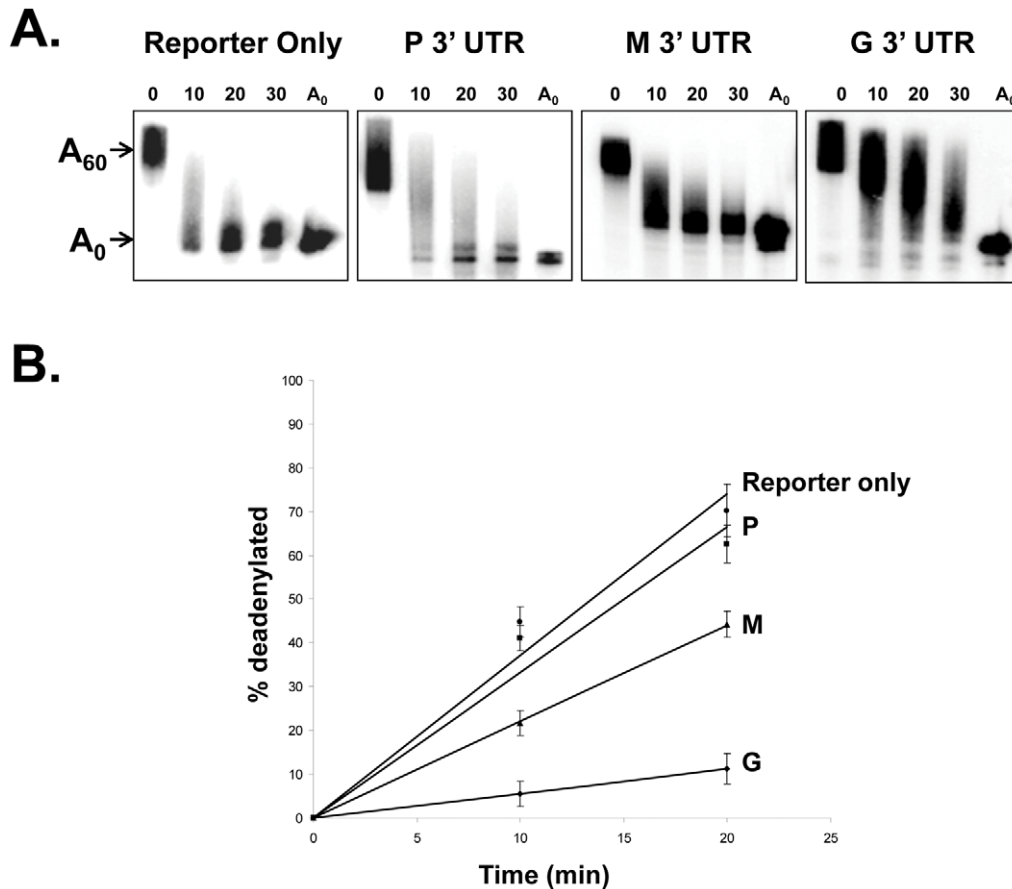 A.
Reporter Only P 3’ UTR M 3’ UTR G 3’ UTR
0 10 20 30 A₀ 0 10 20 30 A₀ 0 10 20 30 A₀ 0 10 20 30 A₀
A₆₀
A₀
B.
100
90
80
70
60
50
40
30
20
10
0
% deadenylated
Reporter only
P
M
G
0 5 10 15 20 25
Time (min)